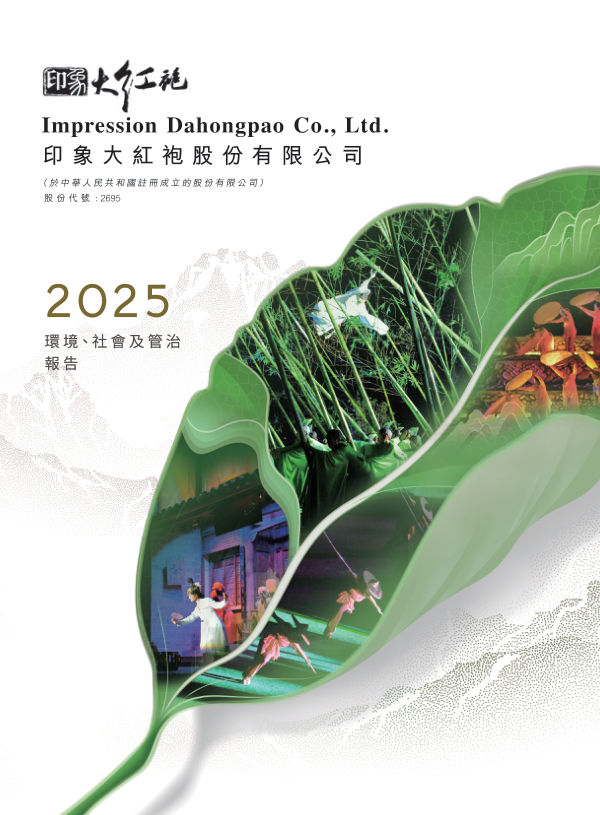 印象大红袍
Impression Dahongpao Co., Ltd.
印象大紅袍股份有限公司
（於中華人民共和國註冊成立的股份有限公司）
股份代號：2695
2025
環境、社會及管治
報告